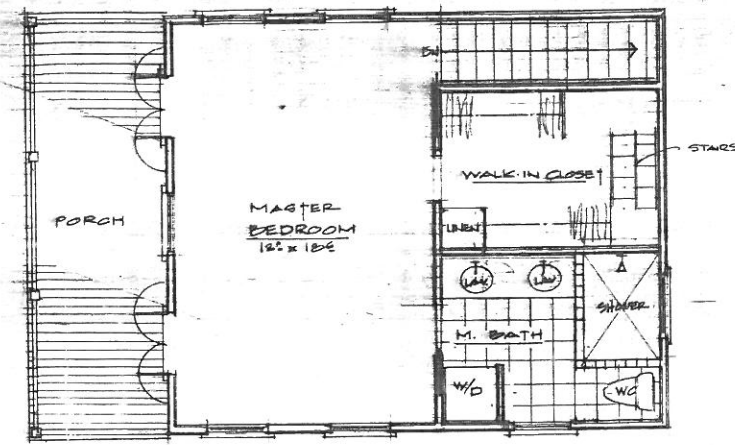 DN
STAIRS
WALK-IN CLOSET
PORCH
MASTER
BEDROOM
LINEN
LAV.
LAV
SHOWER
M. BATH
W/D
WC